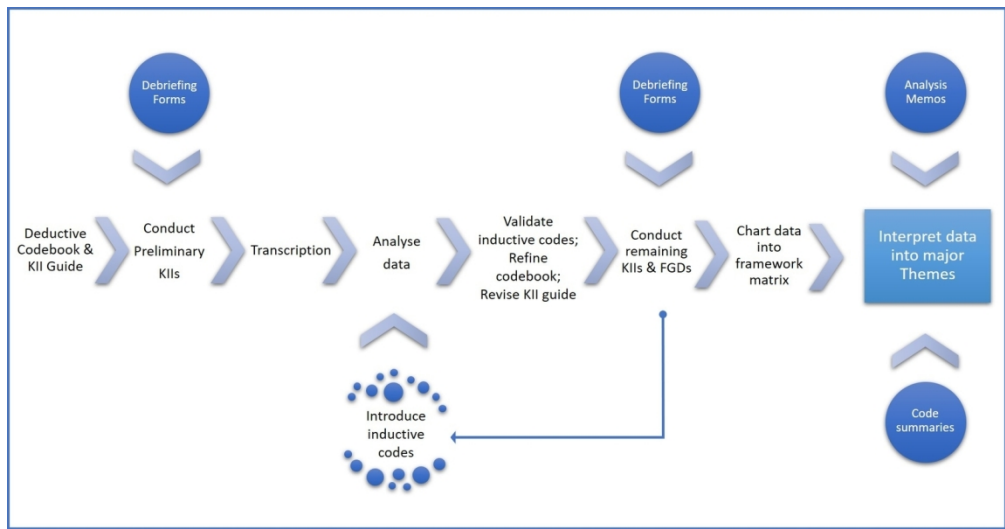 Debriefing
Forms
Debriefing
Forms
Analysis
Memos
Deductive
Codebook &
KII Guide
Conduct
Preliminary
KIIs
Transcription
Analyse
data
Validate
inductive codes;
Refine
codebook;
Revise KII guide
Conduct
remaining
KIIs & FGDs
Chart data
into
framework
matrix
Interpret data
into major
Themes
Introduce
inductive
codes
Code
summaries